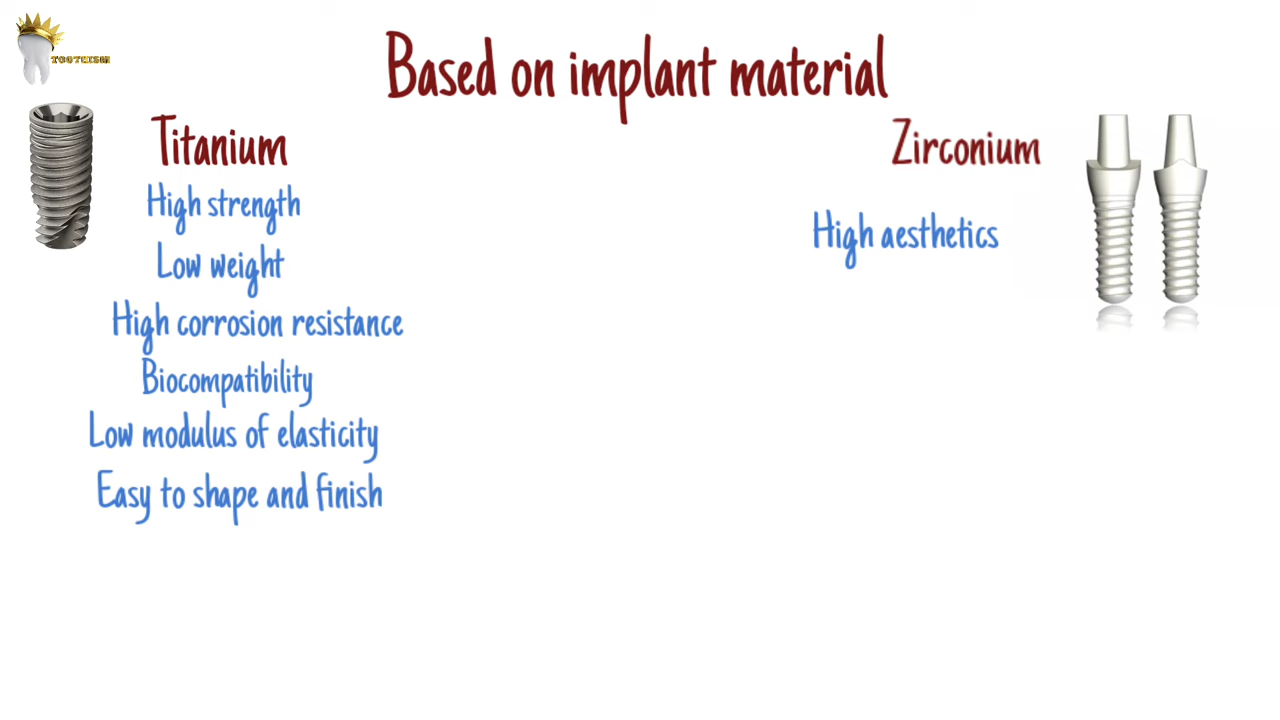 TOOTHISM
Based on implant material
Titanium
High strength
Low weight
High corrosion resistance
Biocompatibility
Low modulus of elasticity
Easy to shape and finish
Zirconium
High aesthetics